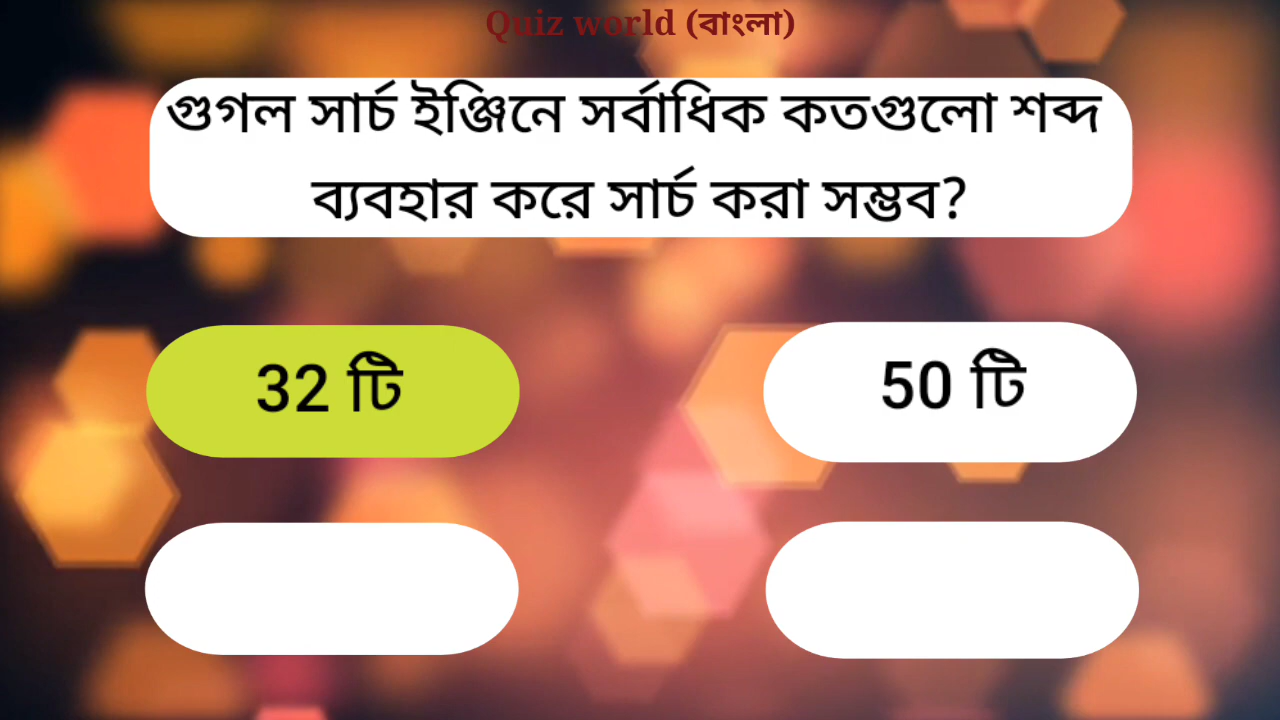 Quiz world (বাংলা)
গুগল সার্চ ইঞ্জিনে সর্বাধিক কতগুলো শব্দ
ব্যবহার করে সার্চ করা সম্ভব?
32 টি
50 টি